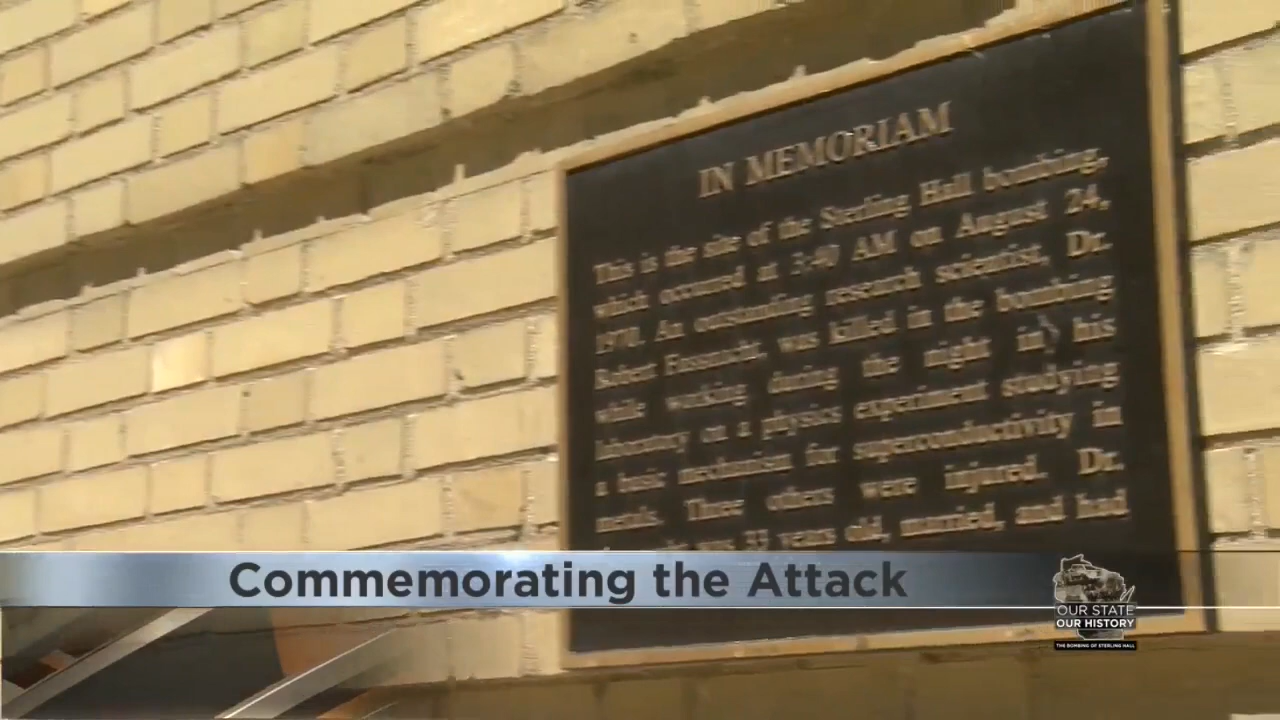 IN MEMORIAM
This is the site of the Sterling Hall bombing,
which occurred at 3:40 AM on August 24,
1970. An outstanding research scientist, Dr.
Robert Fassnacht, was killed in the bombing
while working during the night in his
laboratory on a physics experiment studying
a basic mechanism for superconductivity in
metals. Three others were injured. Dr.
was 33 years old, married, and had
Commemorating the Attack
OUR STATE
OUR HISTORY
THE BOMBING OF STERLING HALL